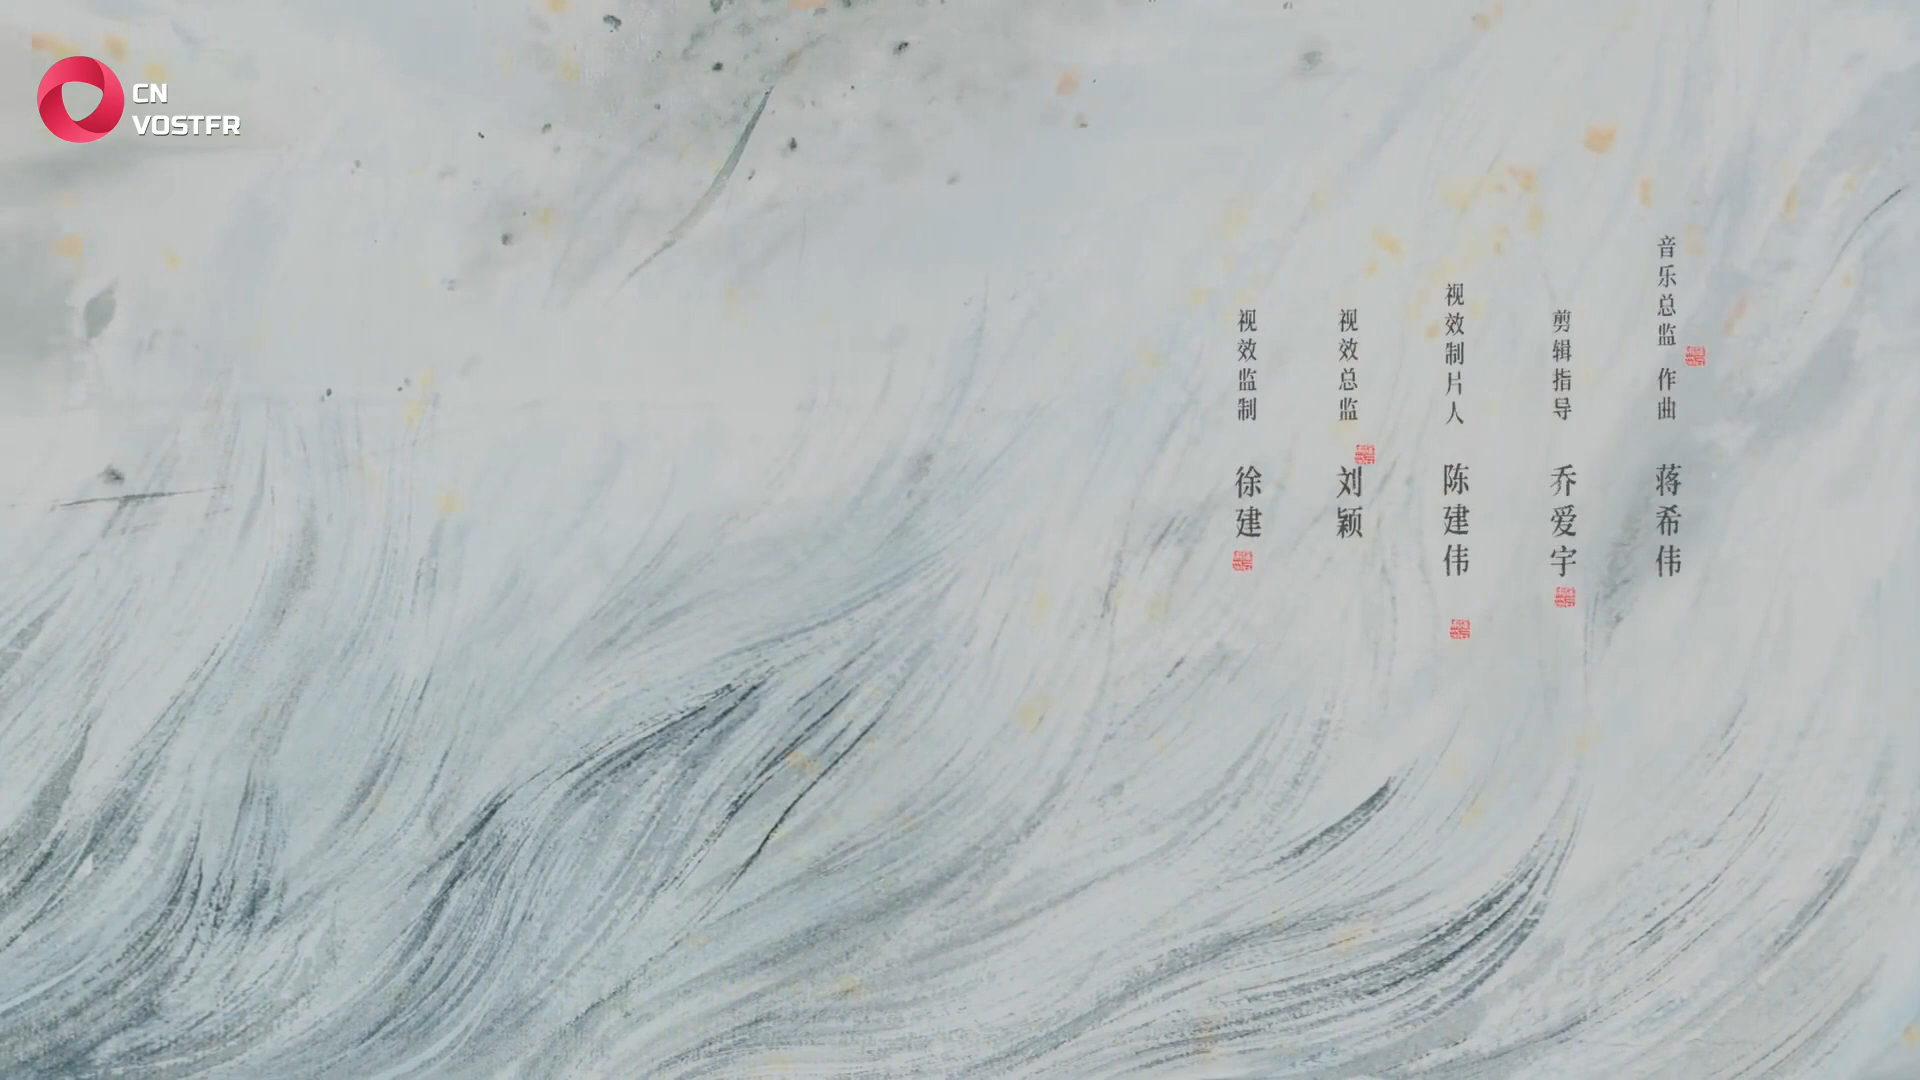 CN
VOSTFR
音乐总监 作曲 蒋希伟
剪辑指导 乔爱宇
视效制片人 陈建伟
视效总监 刘颖
视效监制 徐建